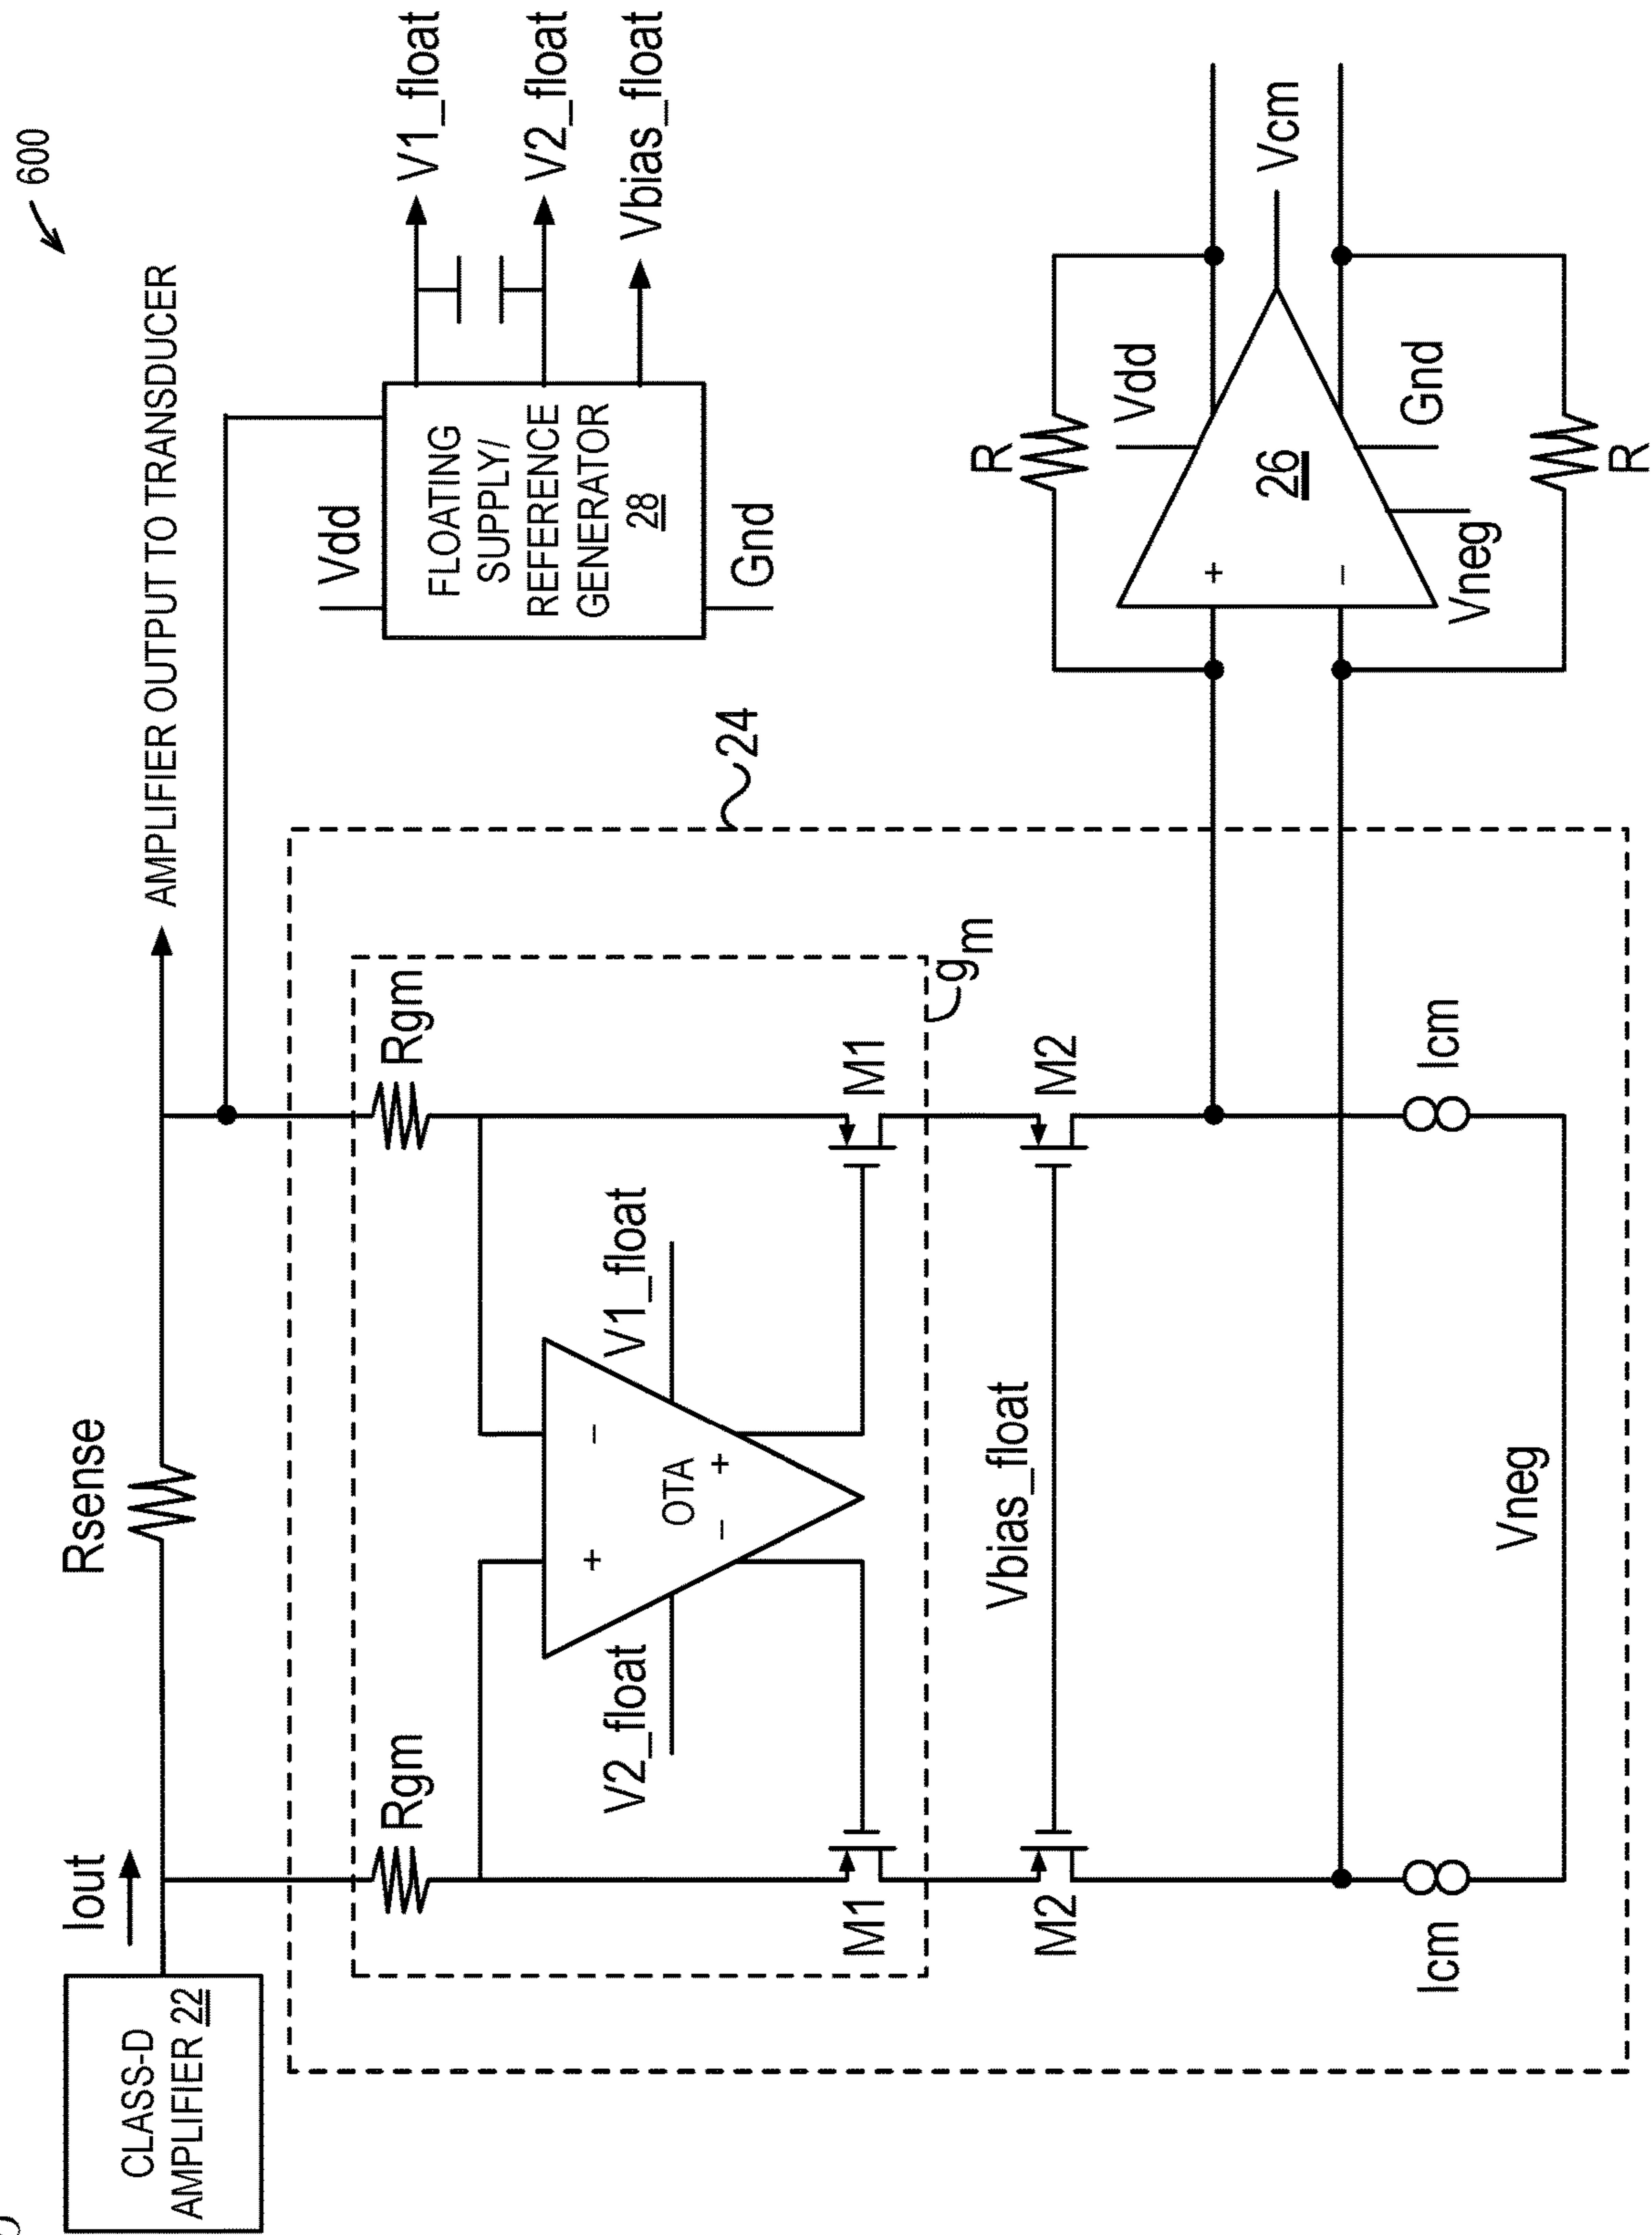 600
CLASS-D
AMPLIFIER 22
Iout
Rsense
AMPLIFIER OUTPUT TO TRANSDUCER
Vdd
FLOATING
SUPPLY/
REFERENCE
GENERATOR
28
Gnd
V1_float
V2_float
Vbias_float
24
Rgm
Rgm
+
−
OTA
−
+
V2_float
V1_float
M1
M1
gm
M2
M2
Vbias_float
Icm
Icm
Vneg
R
Vdd
+
−
26
Vcm
Gnd
Vneg
R